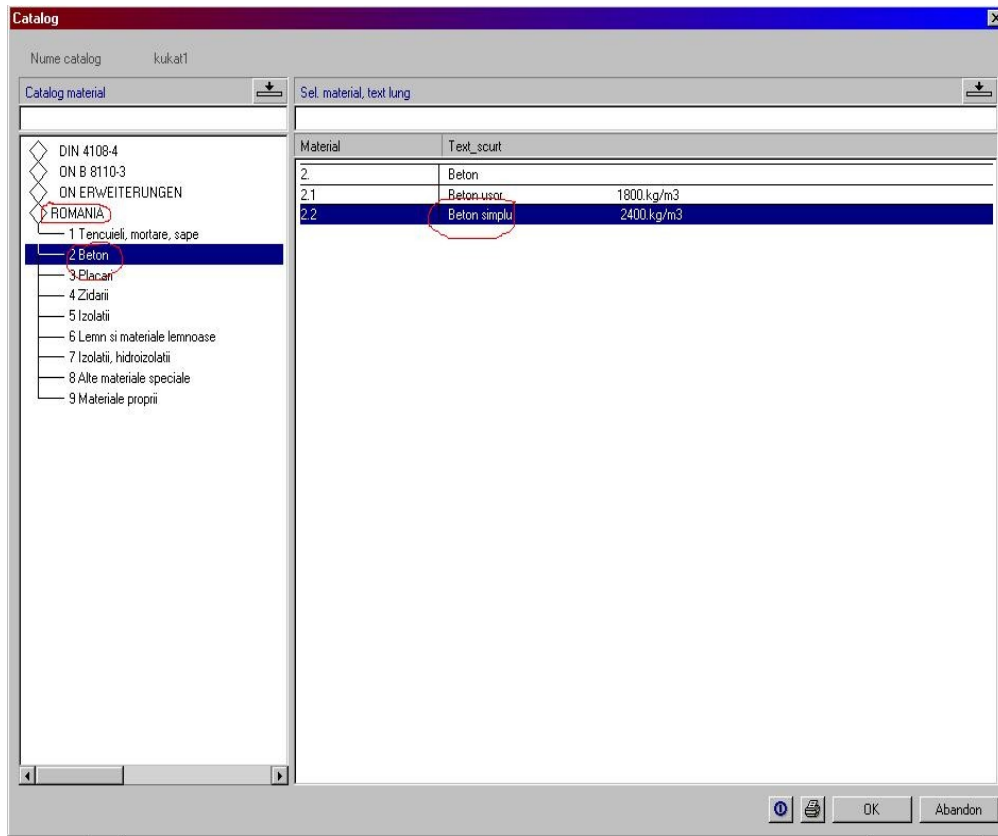 Catalog
Nume catalog kukat1
Catalog material
Sel. material, text lung
DIN 4108-4
ON B 8110-3
ON ERWEITERUNGEN
ROMANIA
1 Tencuieli, mortare, sape
2 Beton
3 Placari
4 Zidarii
5 Izolatii
6 Lemn si materiale lemnoase
7 Izolatii, hidroizolatii
8 Alte materiale speciale
9 Materiale proprii
Material Text_scurt
2. Beton
2.1 Beton usor 1800.kg/m3
2.2 Beton simplu 2400.kg/m3
OK Abandon